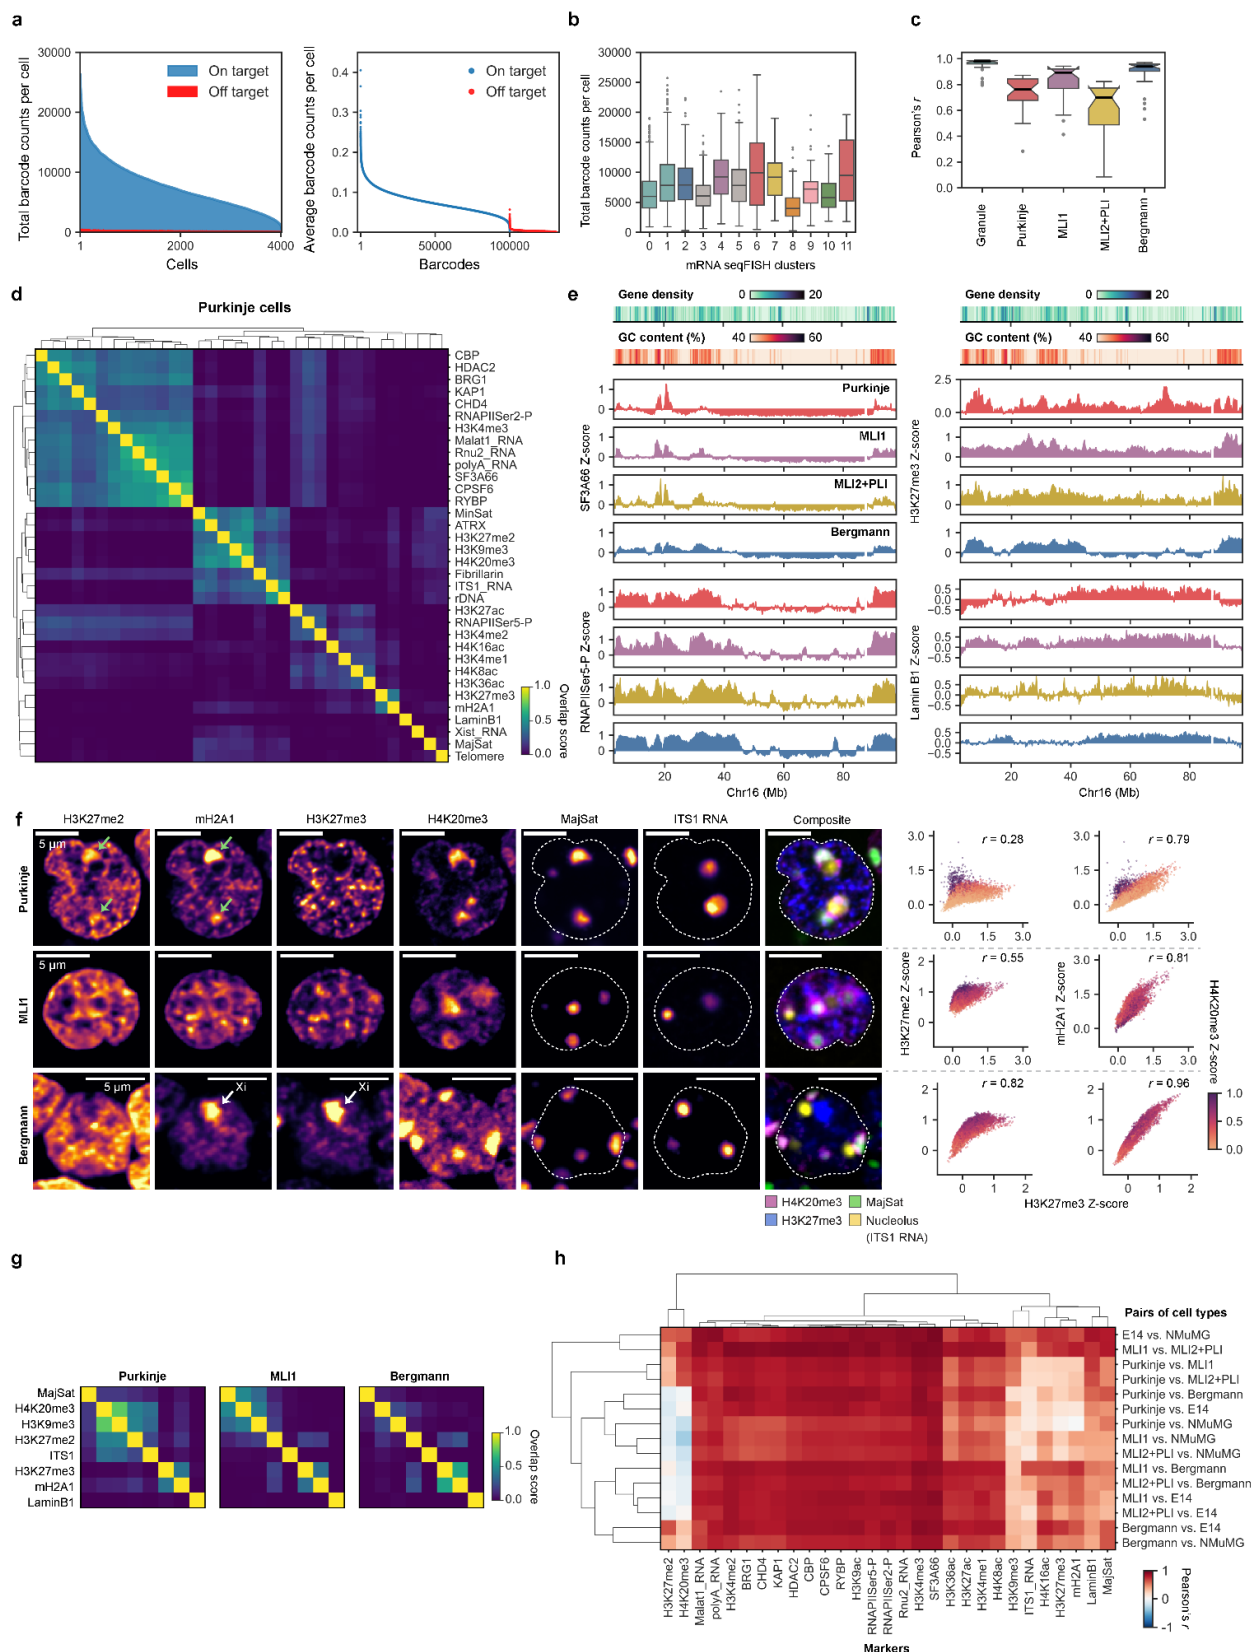 a
30000
20000
10000
0
Total barcode counts per cell
On target
Off target
1
2000
4000
Cells
0.4
0.3
0.2
0.1
0.0
Average barcode counts per cell
On target
Off target
1
50000
100000
Barcodes
b
30000
25000
20000
15000
10000
5000
0
Total barcode counts per cell
0 1 2 3 4 5 6 7 8 9 10 11
mRNA seqFISH clusters
c
1.0
0.8
0.6
0.4
0.2
0.0
Pearson's r
Granule
Purkinje
MLI1
MLI2+PLI
Bergmann
d
Purkinje cells
CBP
HDAC2
BRG1
KAP1
CHD4
RNAPIISer2-P
H3K4me3
Malat1_RNA
Rnu2_RNA
polyA_RNA
SF3A66
CPSF6
RYBP
MinSat
ATRX
H3K27me2
H3K9me3
H4K20me3
Fibrillarin
ITS1_RNA
rDNA
H3K27ac
RNAPIISer5-P
H3K4me2
H4K16ac
H3K4me1
H4K8ac
H3K36ac
H3K27me3
mH2A1
LaminB1
Xist_RNA
MajSat
Telomere
1.0
0.5
0.0
Overlap score
e
Gene density 0 20
GC content (%) 40 60
Purkinje
MLI1
MLI2+PLI
Bergmann
SF3A66 Z-score
RNAPIISer5-P Z-score
20 40 60 80
Chr16 (Mb)
Gene density 0 20
GC content (%) 40 60
2.5
0.0
H3K27me3 Z-score
Lamin B1 Z-score
20 40 60 80
Chr16 (Mb)
f
H3K27me2 mH2A1 H3K27me3 H4K20me3 MajSat ITS1 RNA Composite
Purkinje
5 μm
MLI1
5 μm
Bergmann
5 μm
Xi
Xi
H4K20me3
MajSat
H3K27me3
Nucleolus
(ITS1 RNA)
r = 0.28
r = 0.79
r = 0.55
r = 0.81
r = 0.82
r = 0.96
H3K27me2 Z-score
mH2A1 Z-score
H4K20me3 Z-score
1.0
0.5
0.0
H3K27me3 Z-score
g
Purkinje MLI1 Bergmann
MajSat
H4K20me3
H3K9me3
H3K27me2
ITS1
H3K27me3
mH2A1
LaminB1
1.0
0.5
0.0
Overlap score
h
Pairs of cell types
E14 vs. NMuMG
MLI1 vs. MLI2+PLI
Purkinje vs. MLI1
Purkinje vs. MLI2+PLI
Purkinje vs. Bergmann
Purkinje vs. E14
Purkinje vs. NMuMG
MLI1 vs. NMuMG
MLI2+PLI vs. NMuMG
MLI1 vs. Bergmann
MLI2+PLI vs. Bergmann
MLI1 vs. E14
MLI2+PLI vs. E14
Bergmann vs. E14
Bergmann vs. NMuMG
H3K27me2
H4K20me3
Malat1_RNA
polyA_RNA
H3K4me2
BRG1
CHD4
KAP1
HDAC2
CBP
CPSF6
RYBP
H3K9ac
RNAPIISer5-P
RNAPIISer2-P
Rnu2_RNA
H3K4me3
SF3A66
H3K36ac
H3K27ac
H3K4me1
H4K8ac
H3K9me3
ITS1_RNA
H4K16ac
H3K27me3
mH2A1
LaminB1
MajSat
Markers
1
0
-1
Pearson's r